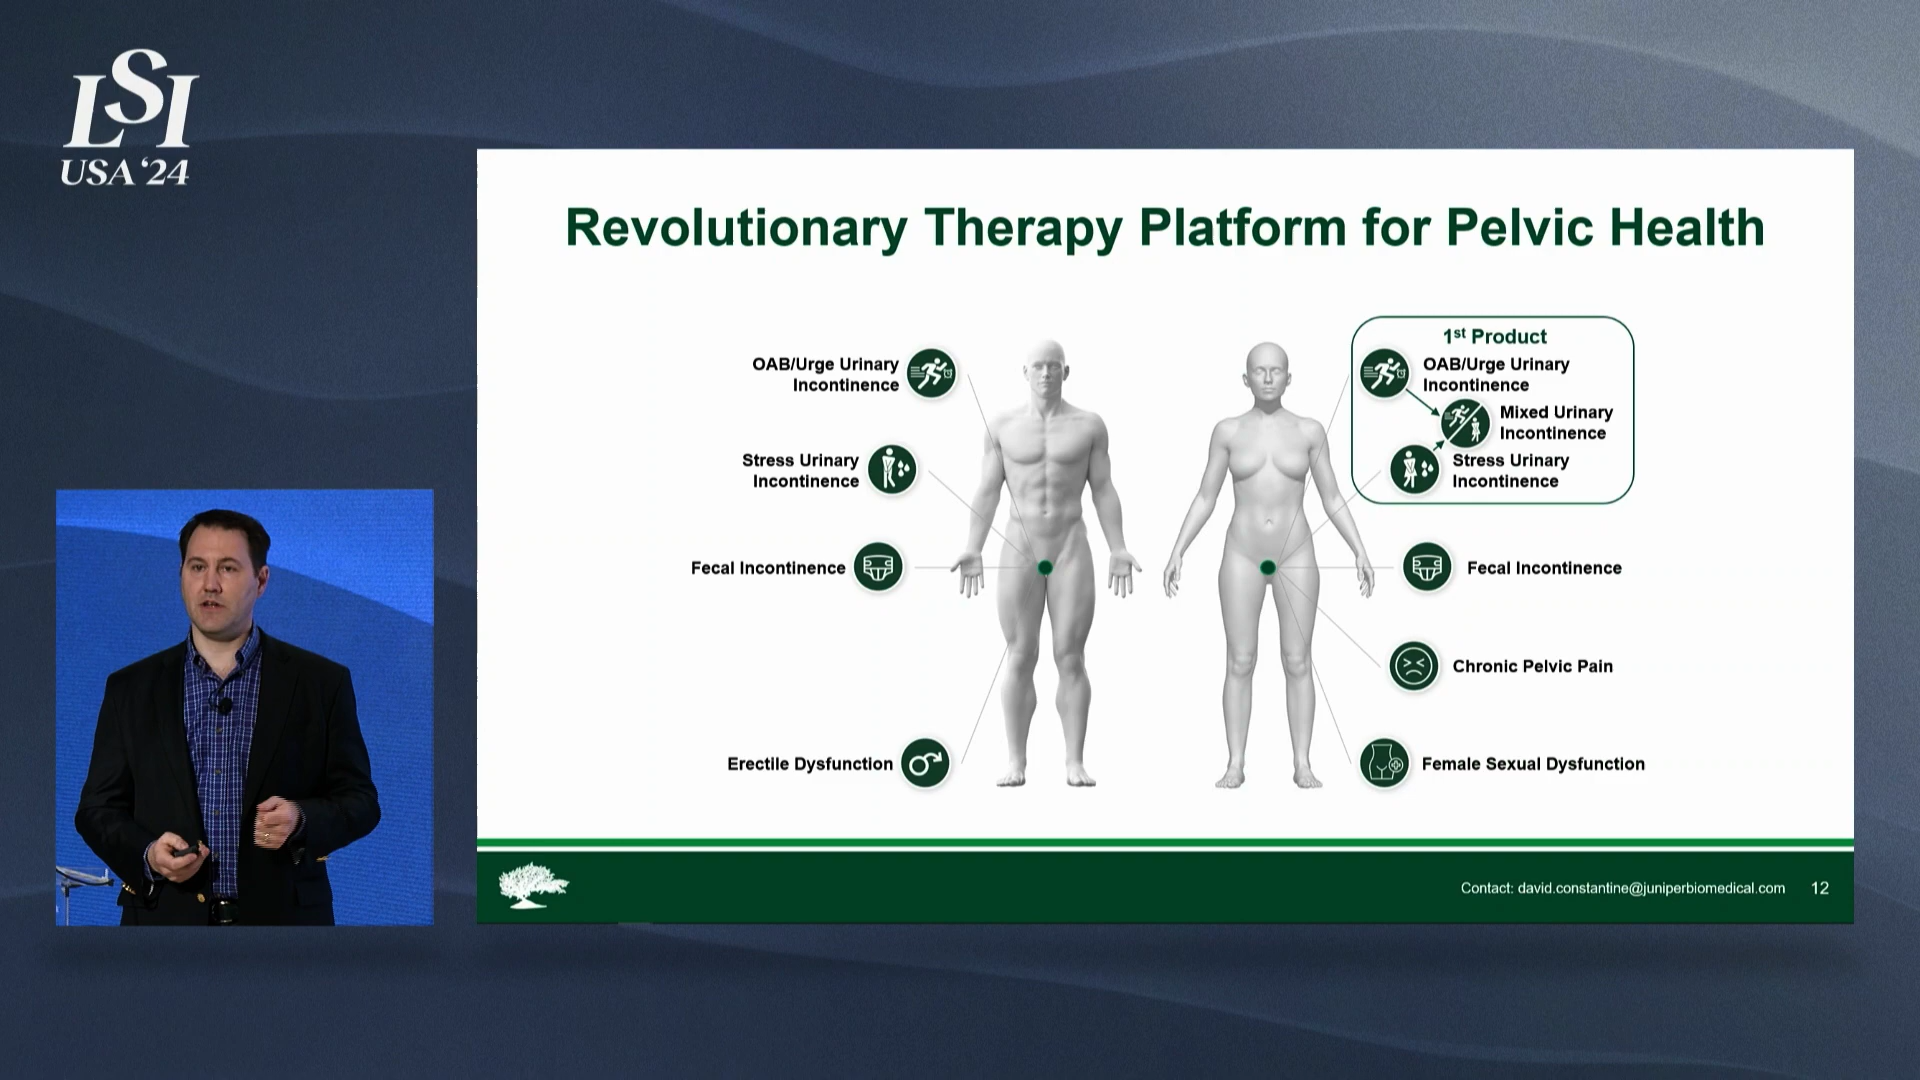 LSI
USA '24
Revolutionary Therapy Platform for Pelvic Health
OAB/Urge Urinary
Incontinence
Stress Urinary
Incontinence
Fecal Incontinence
Erectile Dysfunction
1st Product
OAB/Urge Urinary
Incontinence
Mixed Urinary
Incontinence
Stress Urinary
Incontinence
Fecal Incontinence
Chronic Pelvic Pain
Female Sexual Dysfunction
Contact: david.constantine@juniperbiomedical.com 12